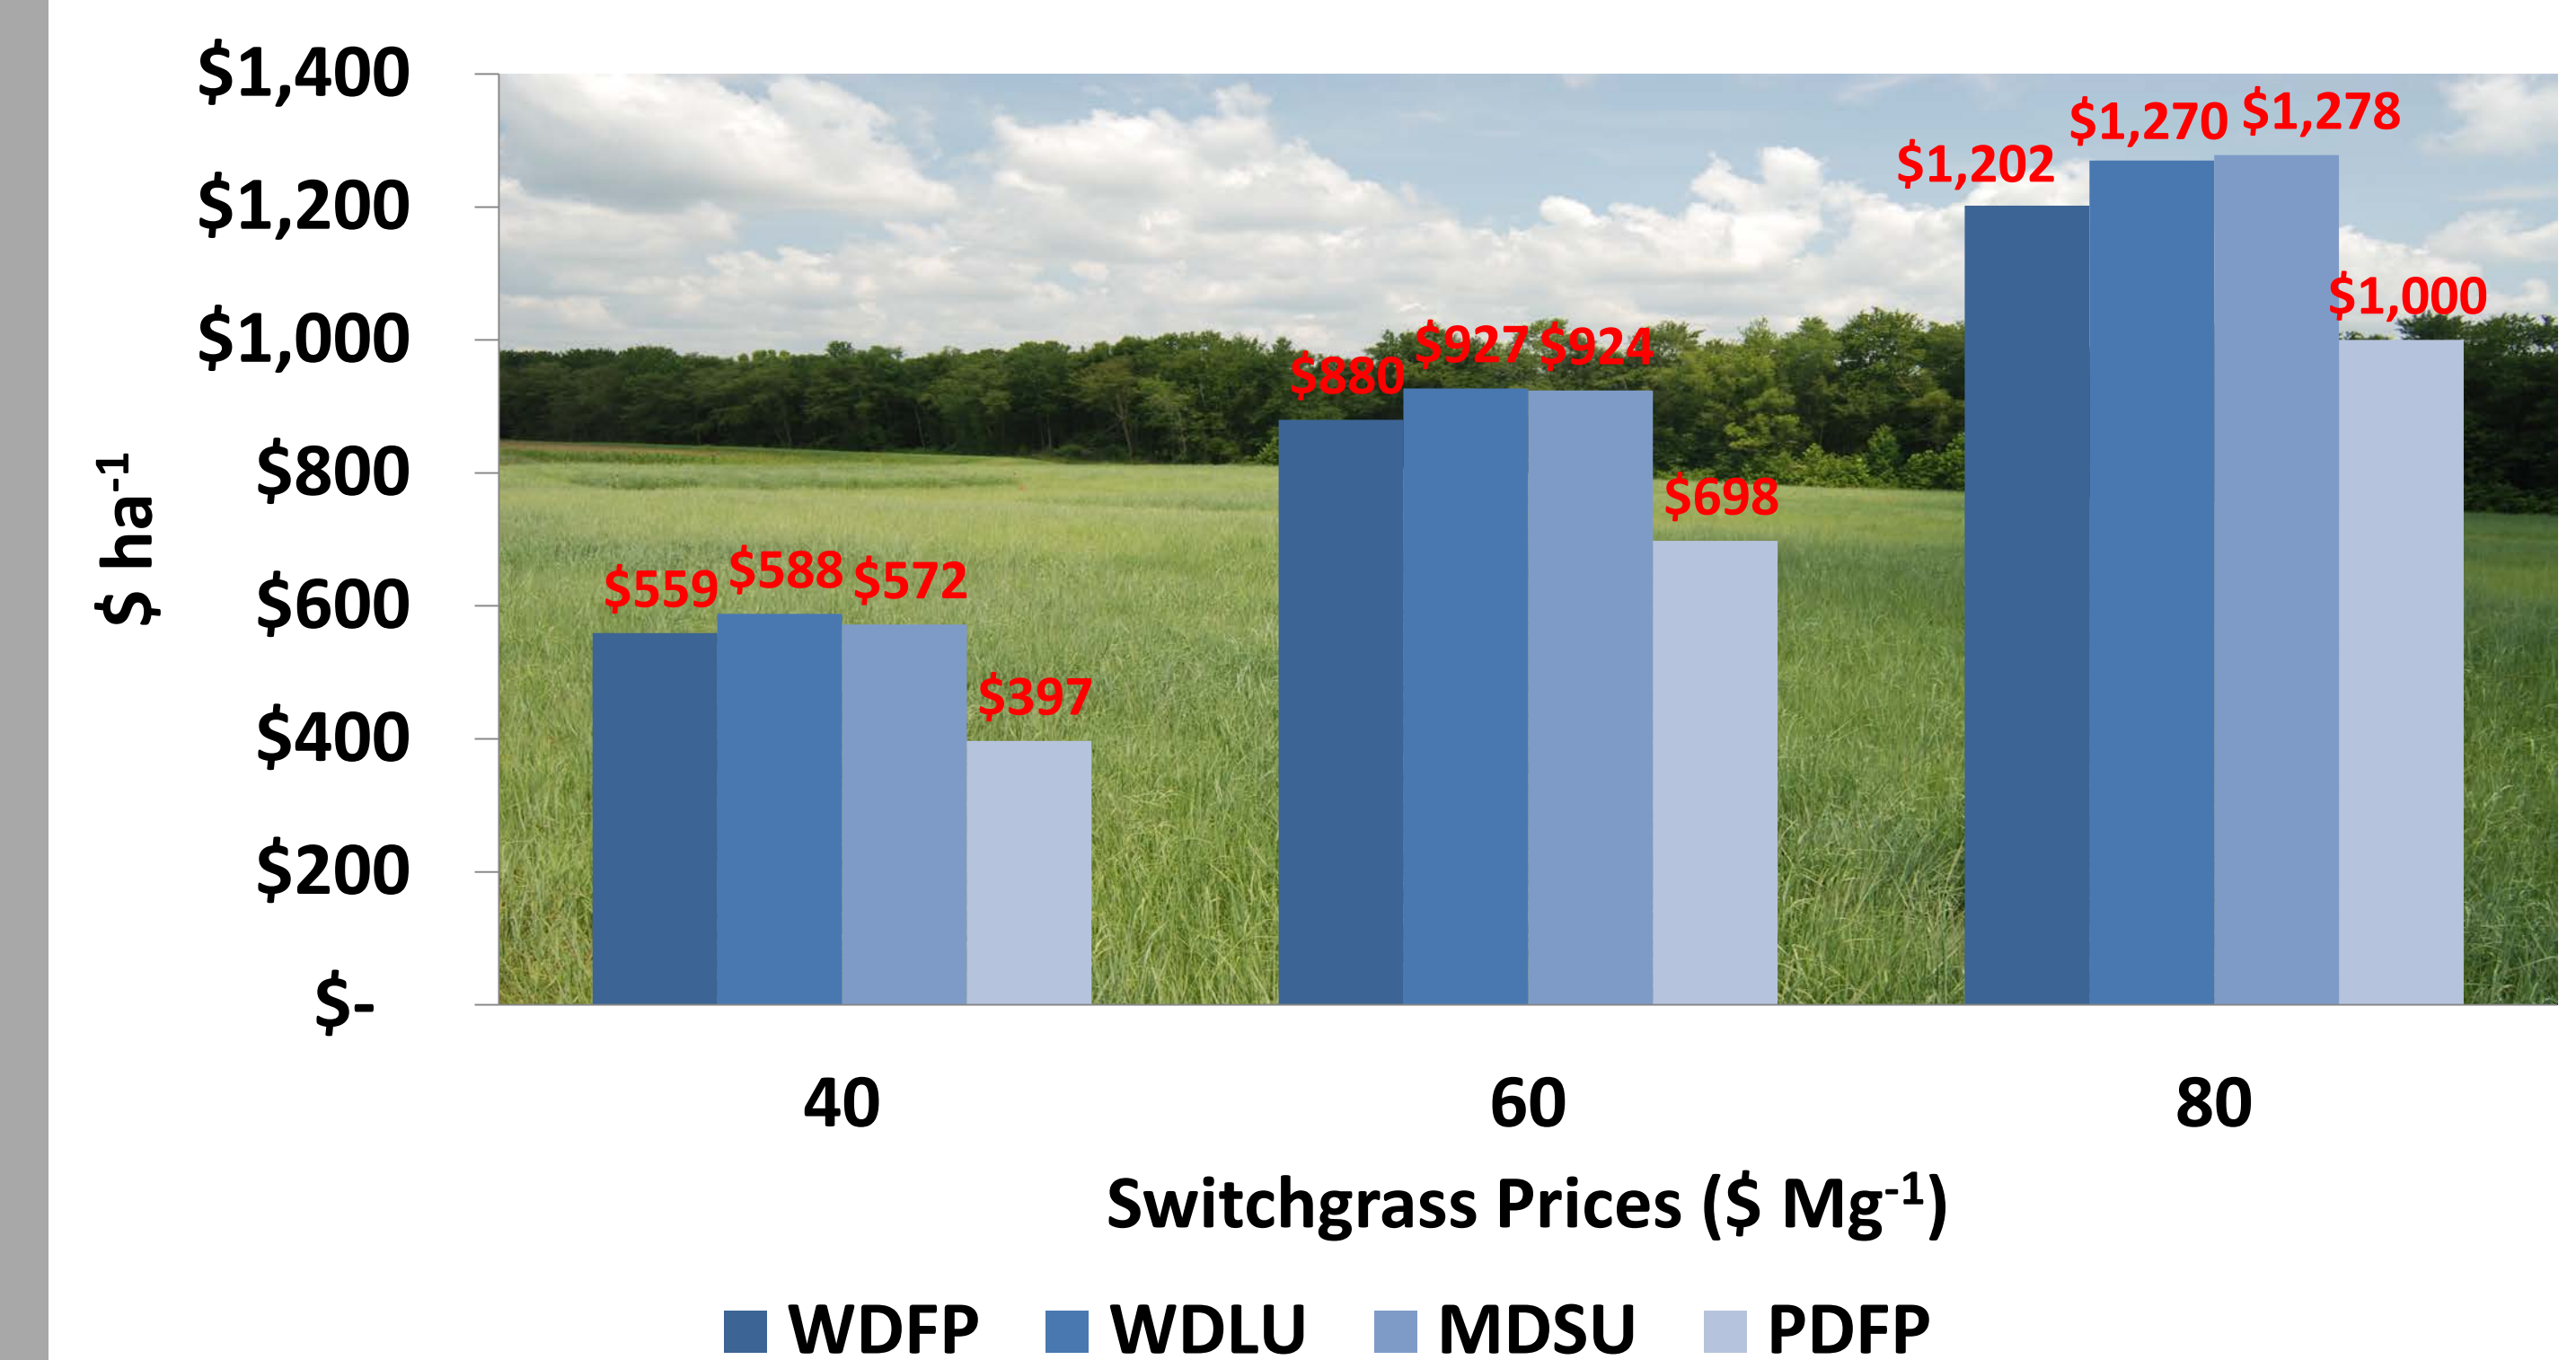 $1,400
$1,200
$1,000
$800
$600
$400
$200
$-
$ ha-1
$559 $588 $572 $397
$880 $927 $924 $698
$1,202 $1,270 $1,278 $1,000
40 60 80
Switchgrass Prices ($ Mg-1)
WDFP WDLU MDSU PDFP